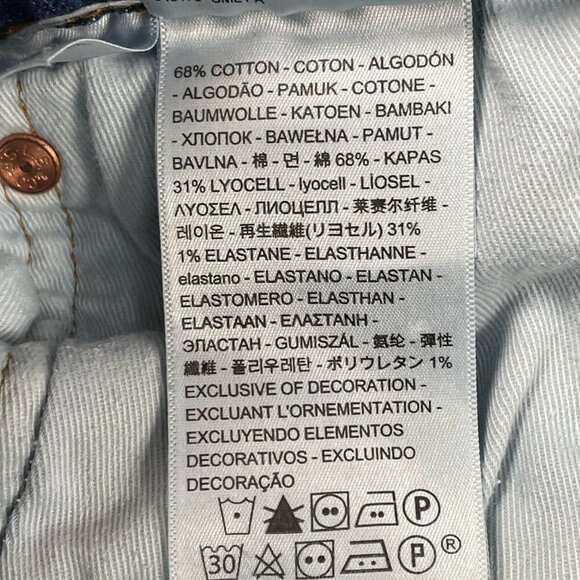 68% COTTON - COTON - ALGODÓN
- ALGODÃO - PAMUK - COTONE -
BAUMWOLLE - KATOEN - BAMBAKI
- ХЛОПОК - BAWEŁNA - PAMUT -
BAVLNA - 棉 - 면 - 綿 68% - KAPAS
31% LYOCELL - lyocell - LİOSEL -
ΛΥΟΣΕΛ - ЛИОЦЕЛЛ - 莱赛尔纤维 -
레이온 - 再生繊維(リヨセル) 31%
1% ELASTANE - ELASTHANNE -
elastano - ELASTANO - ELASTAN -
ELASTOMERO - ELASTHAN -
ELASTAAN - ΕΛΑΣΤΑΝΗ -
ЭЛАСТАН - GUMISZÁL - 氨纶 - 彈性
纖維 - 폴리우레탄 - ポリウレタン 1%
EXCLUSIVE OF DECORATION -
EXCLUANT L'ORNEMENTATION -
EXCLUYENDO ELEMENTOS
DECORATIVOS - EXCLUINDO
DECORAÇÃO
P
30 P ®